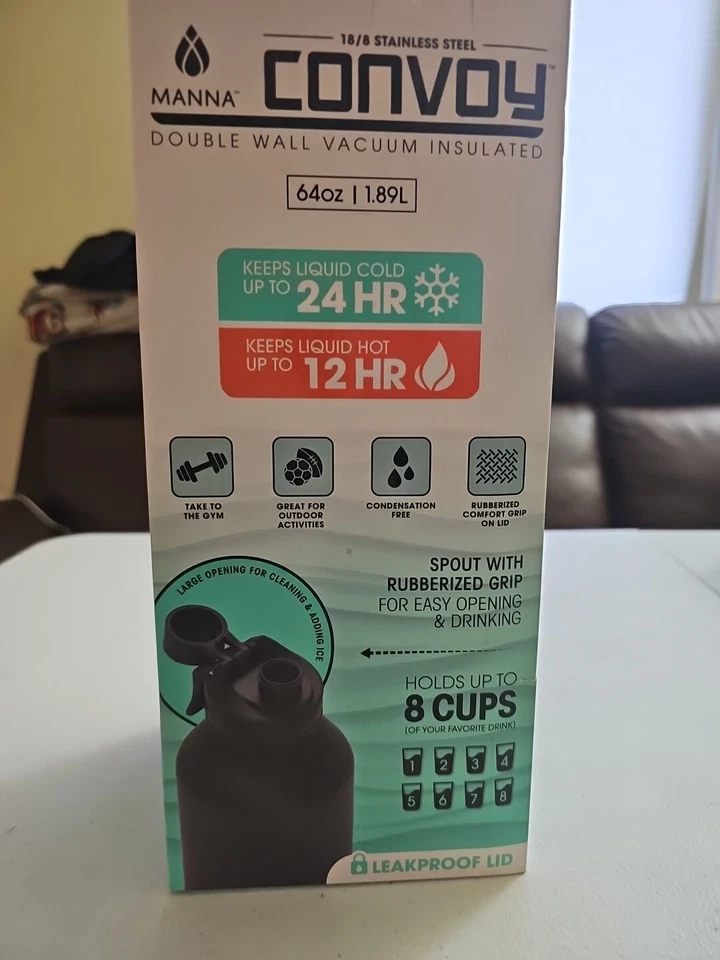 18/8 STAINLESS STEEL
MANNA™ CONVOY™
DOUBLE WALL VACUUM INSULATED
64oz | 1.89L
KEEPS LIQUID COLD
UP TO 24 HR
KEEPS LIQUID HOT
UP TO 12 HR
TAKE TO
THE GYM
GREAT FOR
OUTDOOR
ACTIVITIES
CONDENSATION
FREE
RUBBERIZED
COMFORT GRIP
ON LID
LARGE OPENING FOR CLEANING & ADDING ICE
SPOUT WITH
RUBBERIZED GRIP
FOR EASY OPENING
& DRINKING
HOLDS UP TO
8 CUPS
(OF YOUR FAVORITE DRINK)
1 2 3 4
5 6 7 8
LEAKPROOF LID